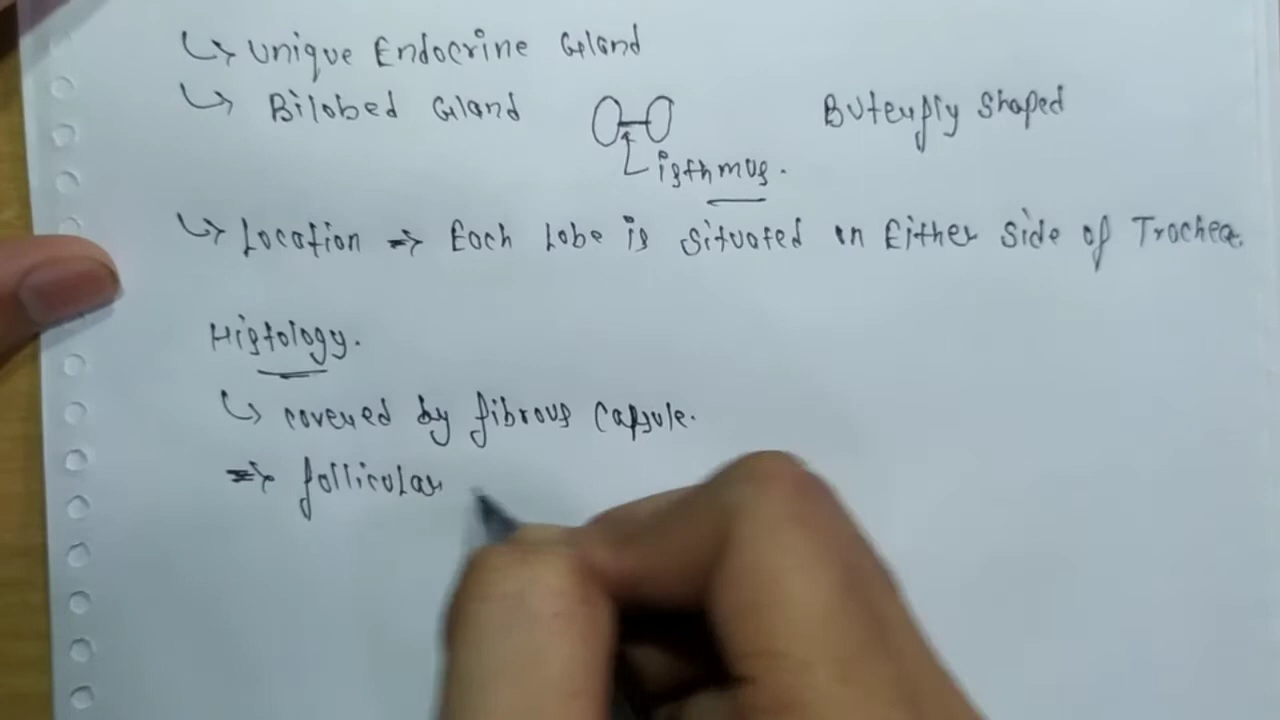 ↳ Unique Endocrine Gland
↳ Bilobed Gland Buterfly Shaped
isthmus.
↳ Location ⇒ Each Lobe is Situated on Either Side of Trachea.
Histology.
↳ covered by fibrous Capsule.
⇒ follicular